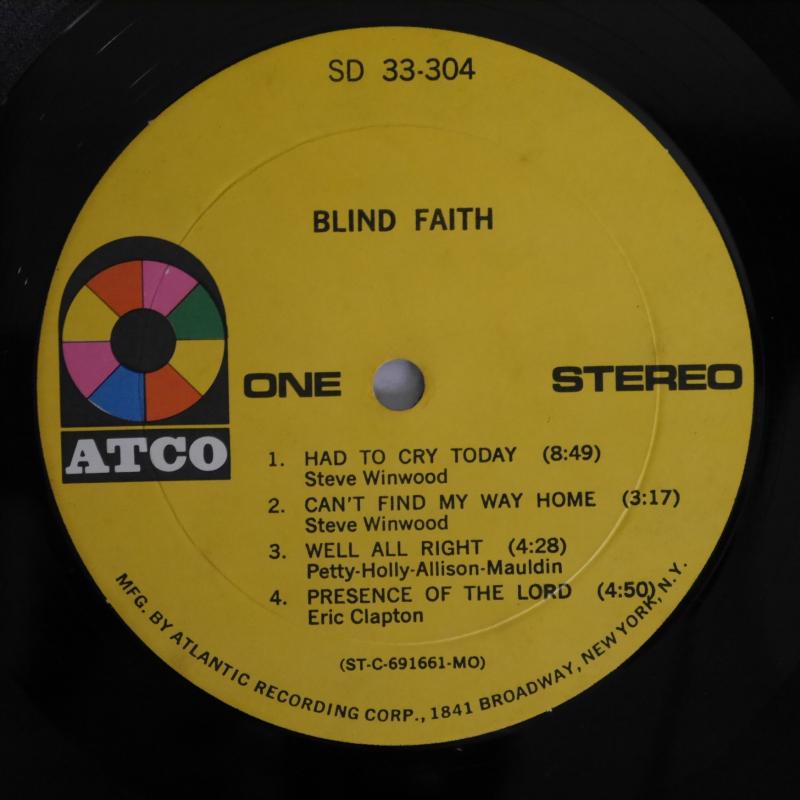 SD 33-304
BLIND FAITH
ONE
STEREO
ATCO
1. HAD TO CRY TODAY (8:49)
Steve Winwood
2. CAN'T FIND MY WAY HOME (3:17)
Steve Winwood
3. WELL ALL RIGHT (4:28)
Petty-Holly-Allison-Mauldin
4. PRESENCE OF THE LORD (4:50)
Eric Clapton
(ST-C-691661-MO)
MFG. BY ATLANTIC RECORDING CORP., 1841 BROADWAY, NEW YORK, N.Y.